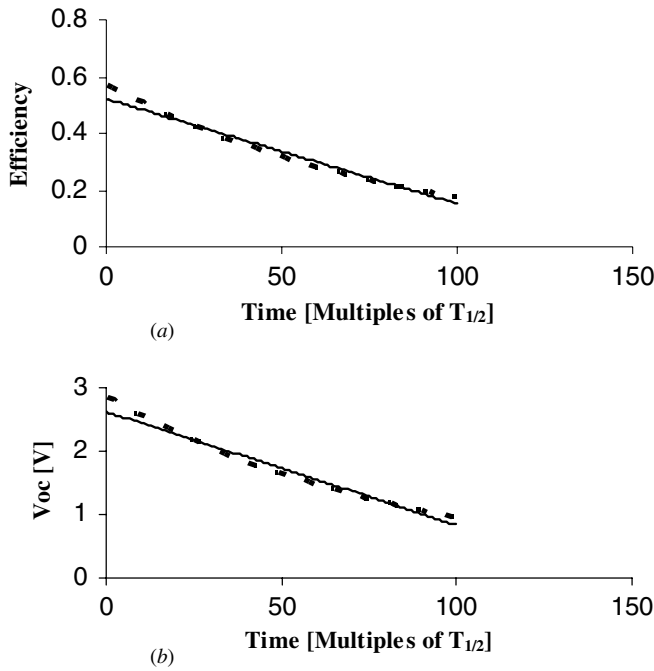 0.8
0.6
0.4
0.2
0
Efficiency
0 50 100 150
Time [Multiples of T1/2]
(a)
3
2
1
0
Voc [V]
0 50 100 150
Time [Multiples of T1/2]
(b)